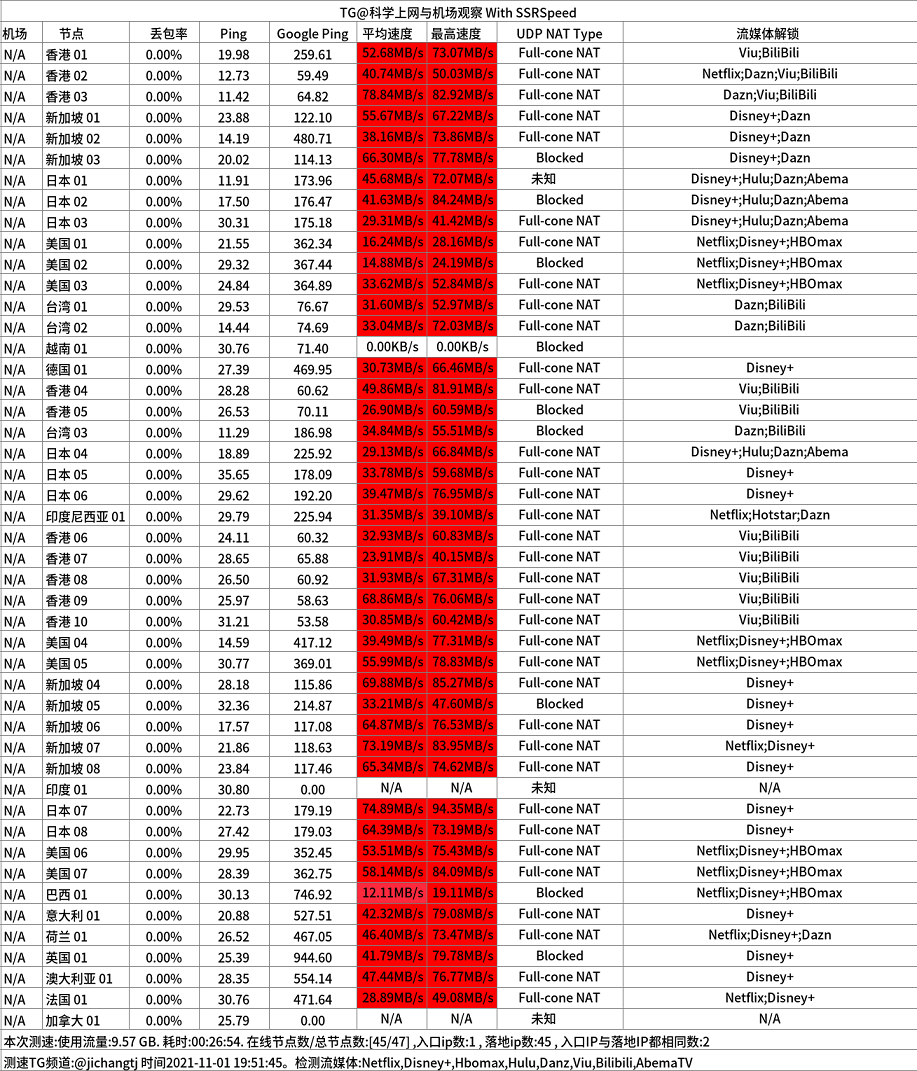 TG@科学上网与机场观察 With SSRSpeed
机场 节点 丢包率 Ping Google Ping 平均速度 最高速度 UDP NAT Type 流媒体解锁
N/A 香港 01 0.00% 19.98 259.61 52.68MB/s 73.07MB/s Full-cone NAT Viu;BiliBili
N/A 香港 02 0.00% 12.73 59.49 40.74MB/s 50.03MB/s Full-cone NAT Netflix;Dazn;Viu;BiliBili
N/A 香港 03 0.00% 11.42 64.82 78.84MB/s 82.92MB/s Full-cone NAT Dazn;Viu;BiliBili
N/A 新加坡 01 0.00% 23.88 122.10 55.67MB/s 67.22MB/s Full-cone NAT Disney+;Dazn
N/A 新加坡 02 0.00% 14.19 480.71 38.16MB/s 73.86MB/s Full-cone NAT Disney+;Dazn
N/A 新加坡 03 0.00% 20.02 114.13 66.30MB/s 77.78MB/s Blocked Disney+;Dazn
N/A 日本 01 0.00% 11.91 173.96 45.68MB/s 72.07MB/s 未知 Disney+;Hulu;Dazn;Abema
N/A 日本 02 0.00% 17.50 176.47 41.63MB/s 84.24MB/s Blocked Disney+;Hulu;Dazn;Abema
N/A 日本 03 0.00% 30.31 175.18 29.31MB/s 41.42MB/s Full-cone NAT Disney+;Hulu;Dazn;Abema
N/A 美国 01 0.00% 21.55 362.34 16.24MB/s 28.16MB/s Full-cone NAT Netflix;Disney+;HBOmax
N/A 美国 02 0.00% 29.32 367.44 14.88MB/s 24.19MB/s Blocked Netflix;Disney+;HBOmax
N/A 美国 03 0.00% 24.84 364.89 33.62MB/s 52.84MB/s Full-cone NAT Netflix;Disney+;HBOmax
N/A 台湾 01 0.00% 29.53 76.67 31.60MB/s 52.97MB/s Full-cone NAT Dazn;BiliBili
N/A 台湾 02 0.00% 14.44 74.69 33.04MB/s 72.03MB/s Full-cone NAT Dazn;BiliBili
N/A 越南 01 0.00% 30.76 71.40 0.00KB/s 0.00KB/s Blocked
N/A 德国 01 0.00% 27.39 469.95 30.73MB/s 66.46MB/s Full-cone NAT Disney+
N/A 香港 04 0.00% 28.28 60.62 49.86MB/s 81.91MB/s Full-cone NAT Viu;BiliBili
N/A 香港 05 0.00% 26.53 70.11 26.90MB/s 60.59MB/s Blocked Viu;BiliBili
N/A 台湾 03 0.00% 11.29 186.98 34.84MB/s 55.51MB/s Blocked Dazn;BiliBili
N/A 日本 04 0.00% 18.89 225.92 29.13MB/s 66.84MB/s Full-cone NAT Disney+;Hulu;Dazn;Abema
N/A 日本 05 0.00% 35.65 178.09 33.78MB/s 59.68MB/s Full-cone NAT Disney+
N/A 日本 06 0.00% 29.62 192.20 39.47MB/s 76.95MB/s Full-cone NAT Disney+
N/A 印度尼西亚 01 0.00% 29.79 225.94 31.35MB/s 39.10MB/s Full-cone NAT Netflix;Hotstar;Dazn
N/A 香港 06 0.00% 24.11 60.32 32.93MB/s 60.83MB/s Full-cone NAT Viu;BiliBili
N/A 香港 07 0.00% 28.65 65.88 23.91MB/s 40.15MB/s Full-cone NAT Viu;BiliBili
N/A 香港 08 0.00% 26.50 60.92 31.93MB/s 67.31MB/s Full-cone NAT Viu;BiliBili
N/A 香港 09 0.00% 25.97 58.63 68.86MB/s 76.06MB/s Full-cone NAT Viu;BiliBili
N/A 香港 10 0.00% 31.21 53.58 30.85MB/s 60.42MB/s Full-cone NAT Viu;BiliBili
N/A 美国 04 0.00% 14.59 417.12 39.49MB/s 77.31MB/s Full-cone NAT Netflix;Disney+;HBOmax
N/A 美国 05 0.00% 30.77 369.01 55.99MB/s 78.83MB/s Full-cone NAT Netflix;Disney+;HBOmax
N/A 新加坡 04 0.00% 28.18 115.86 69.88MB/s 85.27MB/s Full-cone NAT Disney+
N/A 新加坡 05 0.00% 32.36 214.87 33.21MB/s 47.60MB/s Blocked Disney+
N/A 新加坡 06 0.00% 17.57 117.08 64.87MB/s 76.53MB/s Full-cone NAT Disney+
N/A 新加坡 07 0.00% 21.86 118.63 73.19MB/s 83.95MB/s Full-cone NAT Netflix;Disney+
N/A 新加坡 08 0.00% 23.84 117.46 65.34MB/s 74.62MB/s Full-cone NAT Disney+
N/A 印度 01 0.00% 30.80 0.00 N/A N/A 未知 N/A
N/A 日本 07 0.00% 22.73 179.19 74.89MB/s 94.35MB/s Full-cone NAT Disney+
N/A 日本 08 0.00% 27.42 179.03 64.39MB/s 73.19MB/s Full-cone NAT Disney+
N/A 美国 06 0.00% 29.95 352.45 53.51MB/s 75.43MB/s Full-cone NAT Netflix;Disney+;HBOmax
N/A 美国 07 0.00% 28.39 362.75 58.14MB/s 84.09MB/s Full-cone NAT Netflix;Disney+;HBOmax
N/A 巴西 01 0.00% 30.13 746.92 12.11MB/s 19.11MB/s Blocked Netflix;Disney+;HBOmax
N/A 意大利 01 0.00% 20.88 527.51 42.32MB/s 79.08MB/s Full-cone NAT Disney+
N/A 荷兰 01 0.00% 26.52 467.05 46.40MB/s 73.47MB/s Full-cone NAT Netflix;Disney+;Dazn
N/A 英国 01 0.00% 25.39 944.60 41.79MB/s 79.78MB/s Blocked Disney+
N/A 澳大利亚 01 0.00% 28.35 554.14 47.44MB/s 76.77MB/s Full-cone NAT Disney+
N/A 法国 01 0.00% 30.76 471.64 28.89MB/s 49.08MB/s Full-cone NAT Netflix;Disney+
N/A 加拿大 01 0.00% 25.79 0.00 N/A N/A 未知 N/A
本次测速:使用流量:9.57 GB. 耗时:00:26:54. 在线节点数/总节点数:[45/47] ,入口ip数:1 , 落地ip数:45 , 入口IP与落地IP都相同数:2
测速TG频道:@jichangtj 时间2021-11-01 19:51:45。检测流媒体:Netflix,Disney+,Hbomax,Hulu,Danz,Viu,Bilibili,AbemaTV